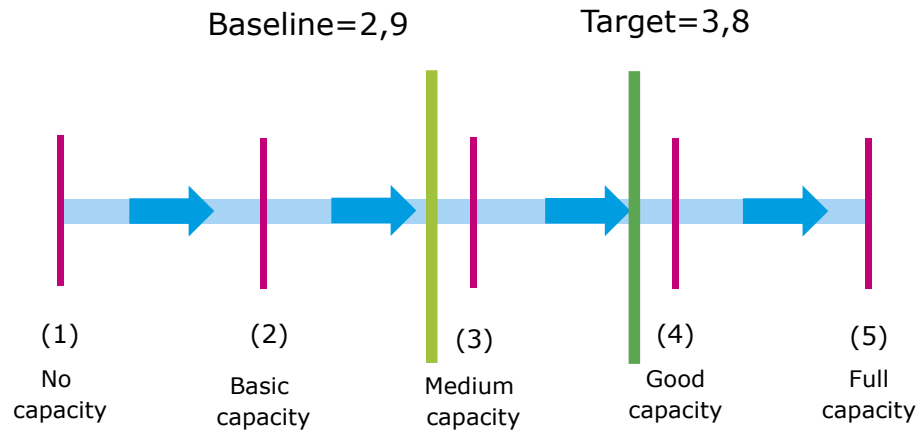 Baseline=2,9
Target=3,8
(1)
(2)
(3)
(4)
(5)
No
capacity
Basic
capacity
Medium
capacity
Good
capacity
Full
capacity